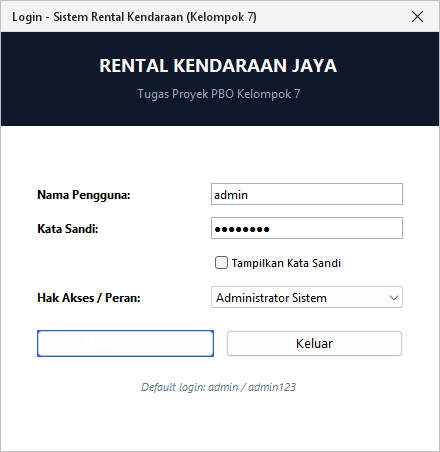 Login - Sistem Rental Kendaraan (Kelompok 7)
RENTAL KENDARAAN JAYA
Tugas Proyek PBO Kelompok 7
Nama Pengguna: admin
Kata Sandi: ●●●●●●●●
Tampilkan Kata Sandi
Hak Akses / Peran: Administrator Sistem
Keluar
Default login: admin / admin123